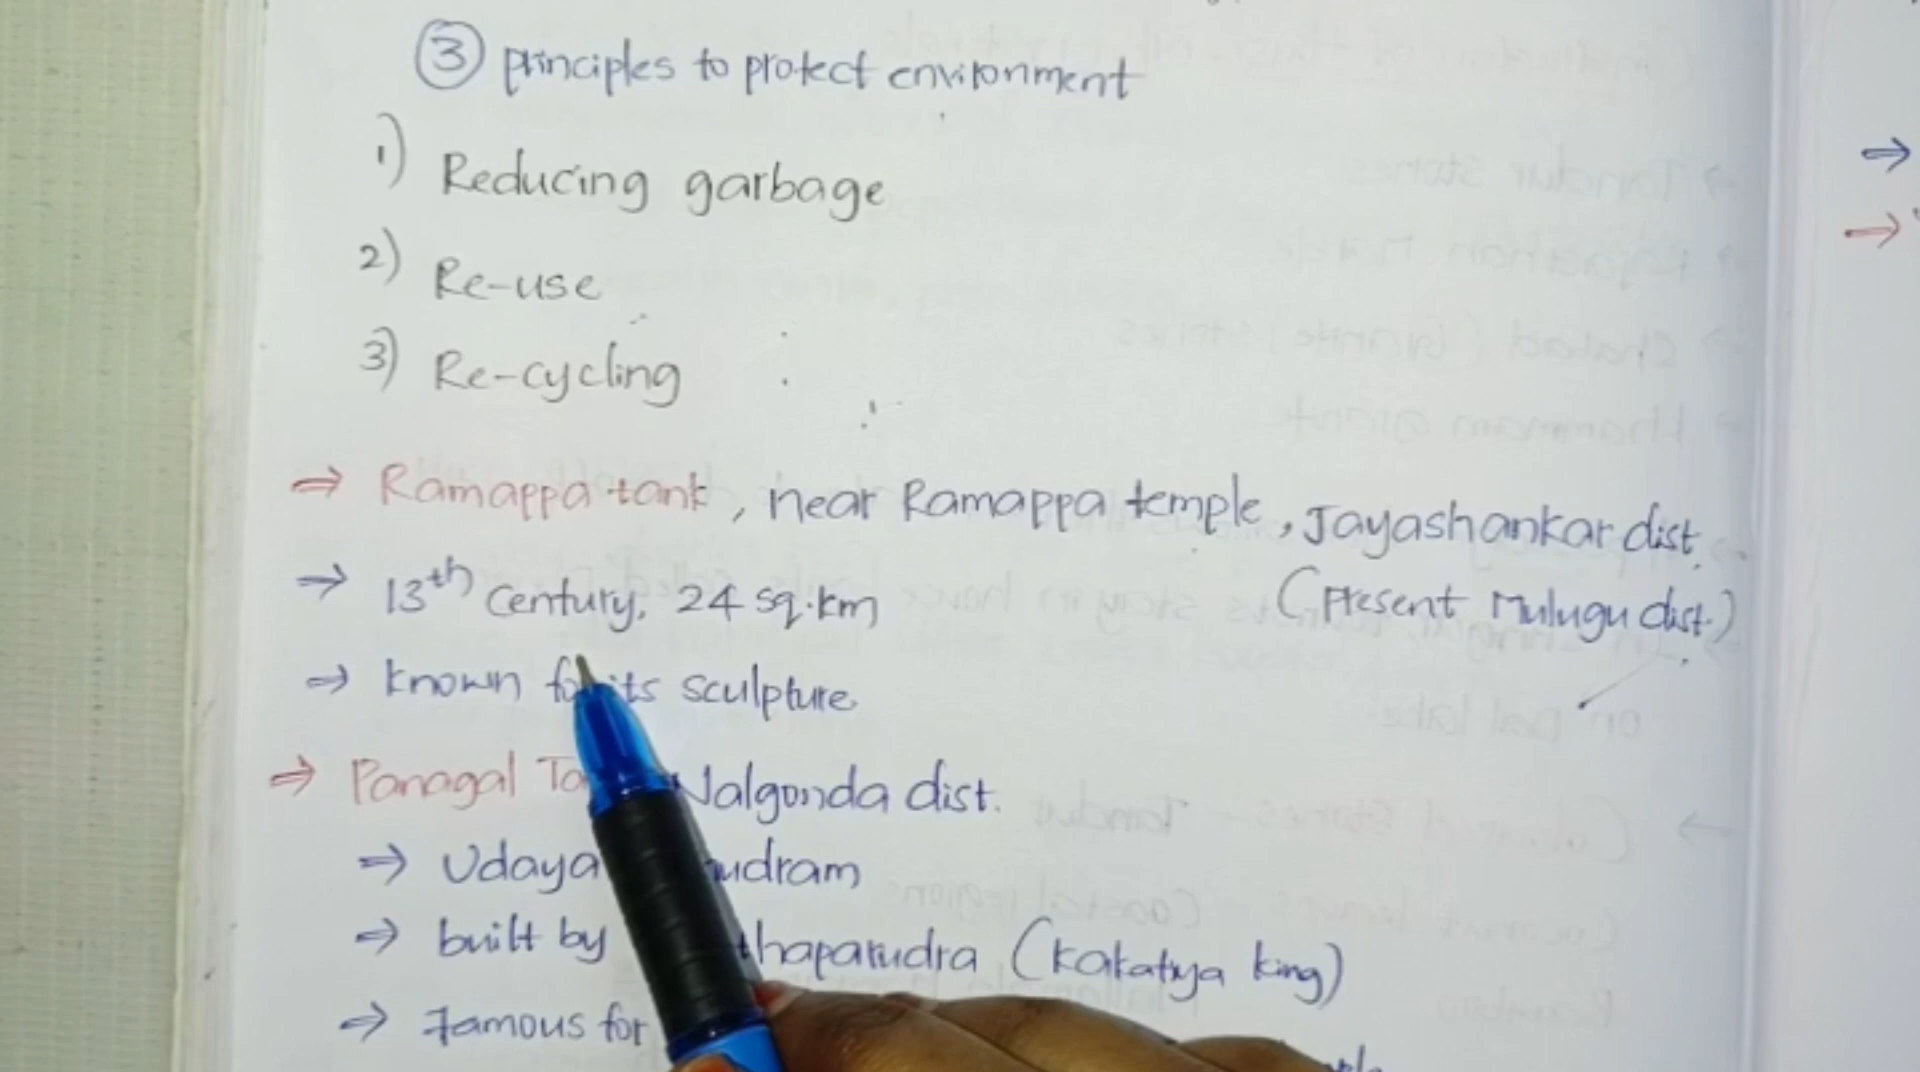 ③ principles to protect environment
1) Reducing garbage
2) Re-use
3) Re-cycling
⇒ Ramappa tank, near Ramappa temple, Jayashankar dist.
(present Mulugu dist.)
⇒ 13th century, 24 sq.km
⇒ known for its sculpture
⇒ Panagal Nalgonda dist.
⇒ Udaya udram
⇒ built by thaparudra (Kakatiya king)
⇒ famous for